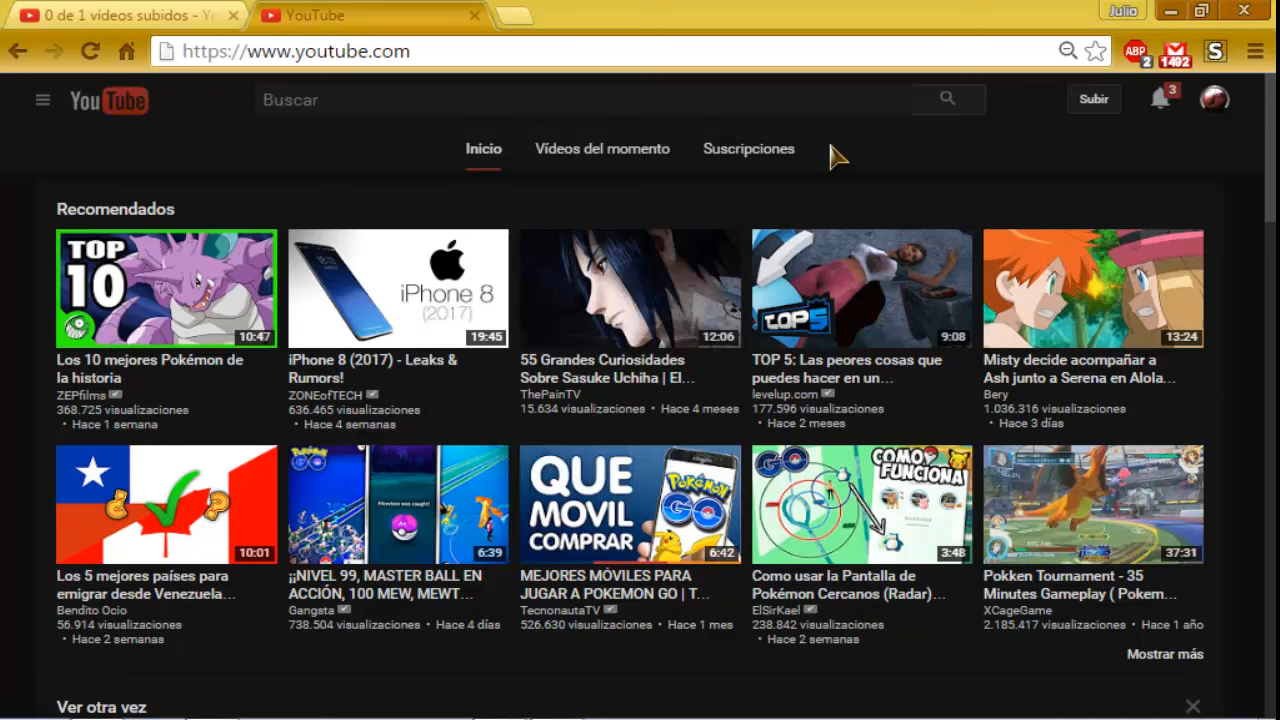 0 de 1 vídeos subidos - Yo
YouTube
Julio
https://www.youtube.com
ABP
2
1492
S
YouTube
Buscar
Subir
3
Inicio
Vídeos del momento
Suscripciones
Recomendados
TOP
10
10:47
iPhone 8
(2017)
19:45
12:06
TOP 5
9:08
13:24
Los 10 mejores Pokémon de
la historia
ZEPfilms
368.725 visualizaciones
• Hace 1 semana
iPhone 8 (2017) - Leaks &
Rumors!
ZONEofTECH
636.465 visualizaciones
• Hace 4 semanas
55 Grandes Curiosidades
Sobre Sasuke Uchiha | El...
ThePainTV
15.634 visualizaciones • Hace 4 meses
TOP 5: Las peores cosas que
puedes hacer en un...
levelup.com
177.596 visualizaciones
• Hace 2 meses
Misty decide acompañar a
Ash junto a Serena en Alola...
Bery
1.036.316 visualizaciones
• Hace 3 días
¿ ?
10:01
GO
6:39
QUE
MOVIL
COMPRAR
POKÉMON
GO
6:42
GO
COMO
FUNCIONA
3:48
37:31
Los 5 mejores países para
emigrar desde Venezuela...
Bendito Ocio
56.914 visualizaciones
• Hace 2 semanas
¡¡NIVEL 99, MASTER BALL EN
ACCIÓN, 100 MEW, MEWT...
Gangsta
738.504 visualizaciones • Hace 4 días
MEJORES MÓVILES PARA
JUGAR A POKEMON GO | T...
TecnonautaTV
526.630 visualizaciones • Hace 1 mes
Como usar la Pantalla de
Pokémon Cercanos (Radar)...
ElSirKael
238.842 visualizaciones
• Hace 2 semanas
Pokken Tournament - 35
Minutes Gameplay ( Pokem...
XCageGame
2.185.417 visualizaciones • Hace 1 año
Mostrar más
Ver otra vez